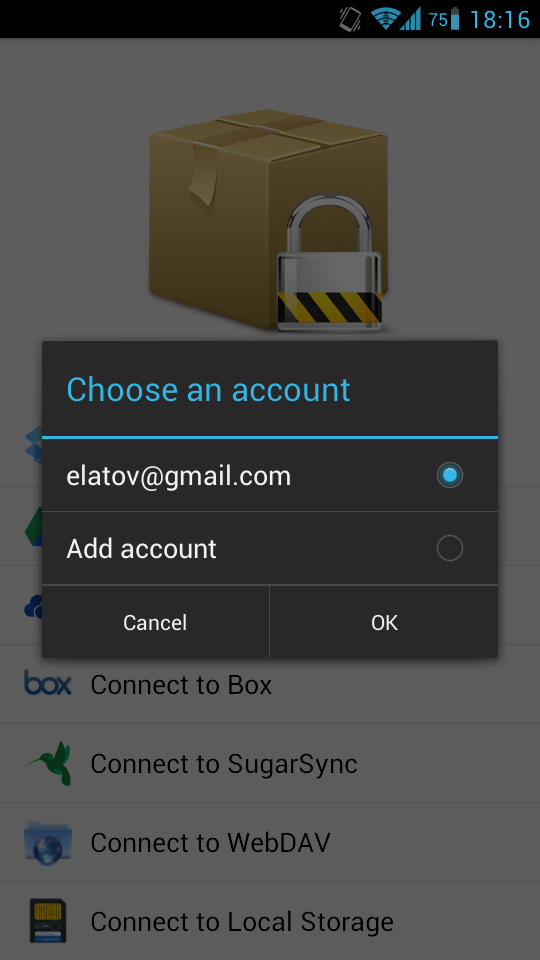 75 18:16
Choose an account
elatov@gmail.com
Add account
Cancel OK
box Connect to Box
Connect to SugarSync
Connect to WebDAV
Connect to Local Storage